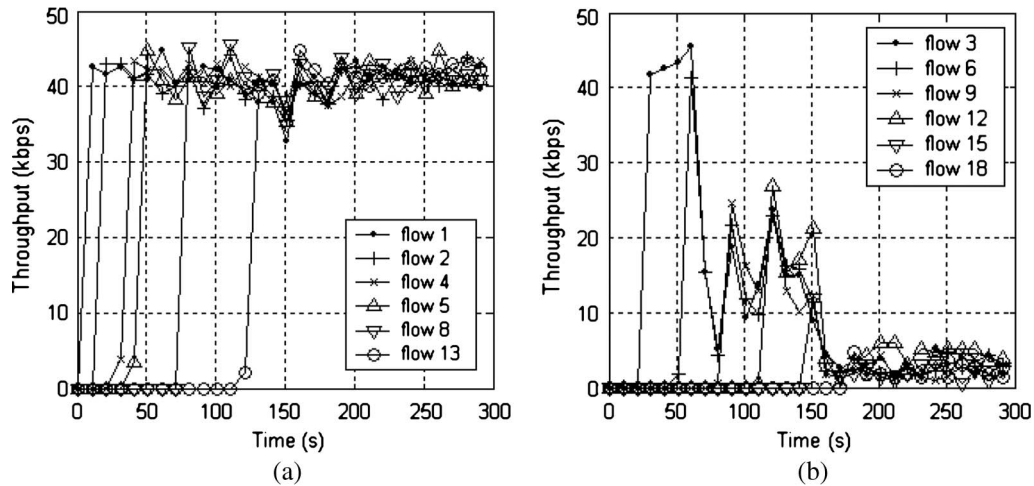 50
40
30
20
10
0
Throughput (kbps)
flow 1
flow 2
flow 4
flow 5
flow 8
flow 13
0 50 100 150 200 250 300
Time (s)
(a)
50
40
30
20
10
0
Throughput (kbps)
flow 3
flow 6
flow 9
flow 12
flow 15
flow 18
0 50 100 150 200 250 300
Time (s)
(b)